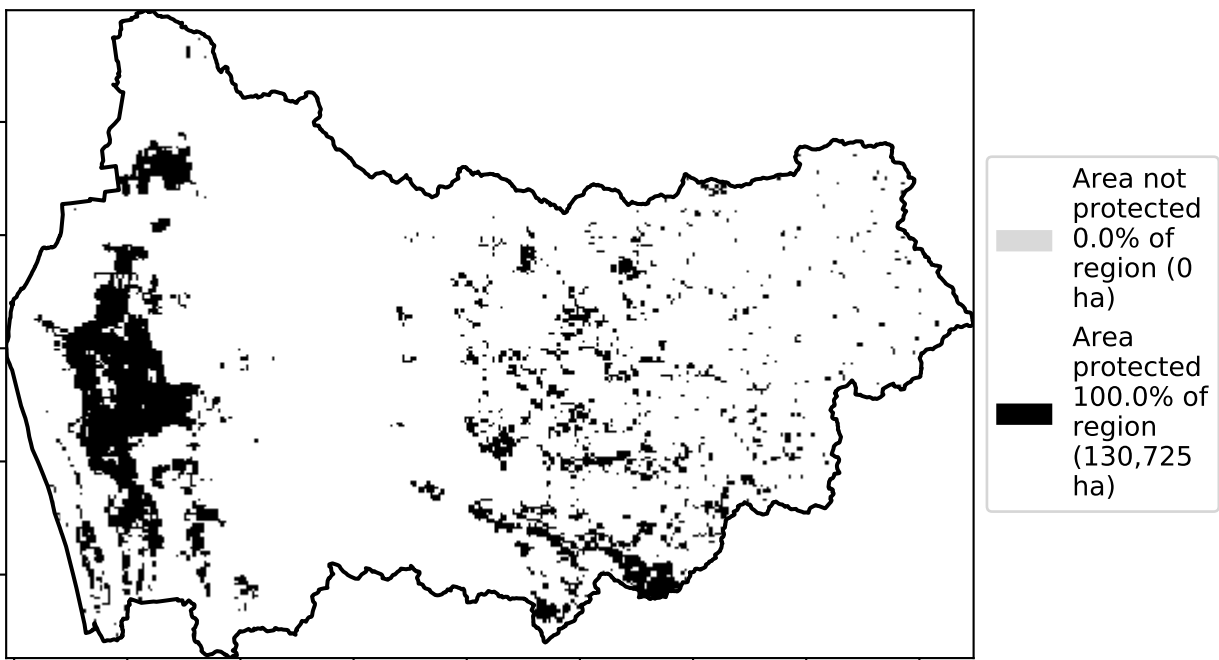 Area not
protected
0.0% of
region (0
ha)
Area
protected
100.0% of
region
(130,725
ha)